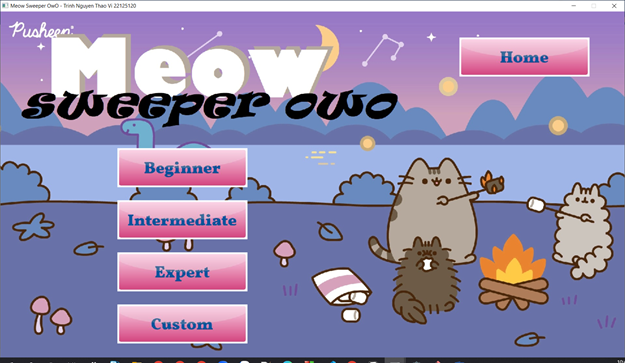 Meow Sweeper OwO - Trinh Nguyen Thao Vi 22125120
Pusheen
Meow
sweeper owo
Home
Beginner
Intermediate
Expert
Custom